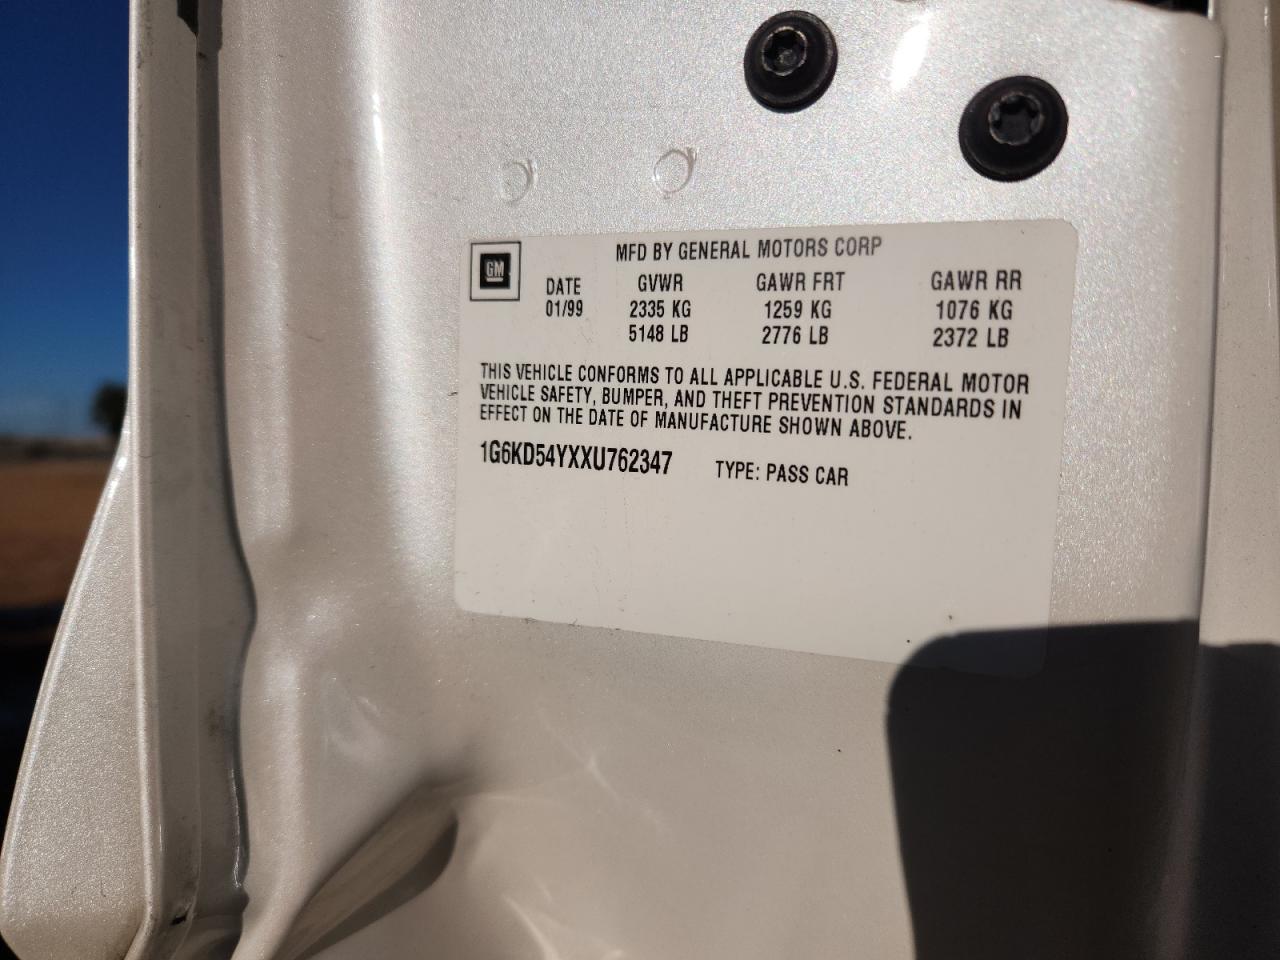 GM
MFD BY GENERAL MOTORS CORP
DATE GVWR GAWR FRT GAWR RR
01/99 2335 KG 1259 KG 1076 KG
5148 LB 2776 LB 2372 LB
THIS VEHICLE CONFORMS TO ALL APPLICABLE U.S. FEDERAL MOTOR
VEHICLE SAFETY, BUMPER, AND THEFT PREVENTION STANDARDS IN
EFFECT ON THE DATE OF MANUFACTURE SHOWN ABOVE.
1G6KD54YXXU762347 TYPE: PASS CAR